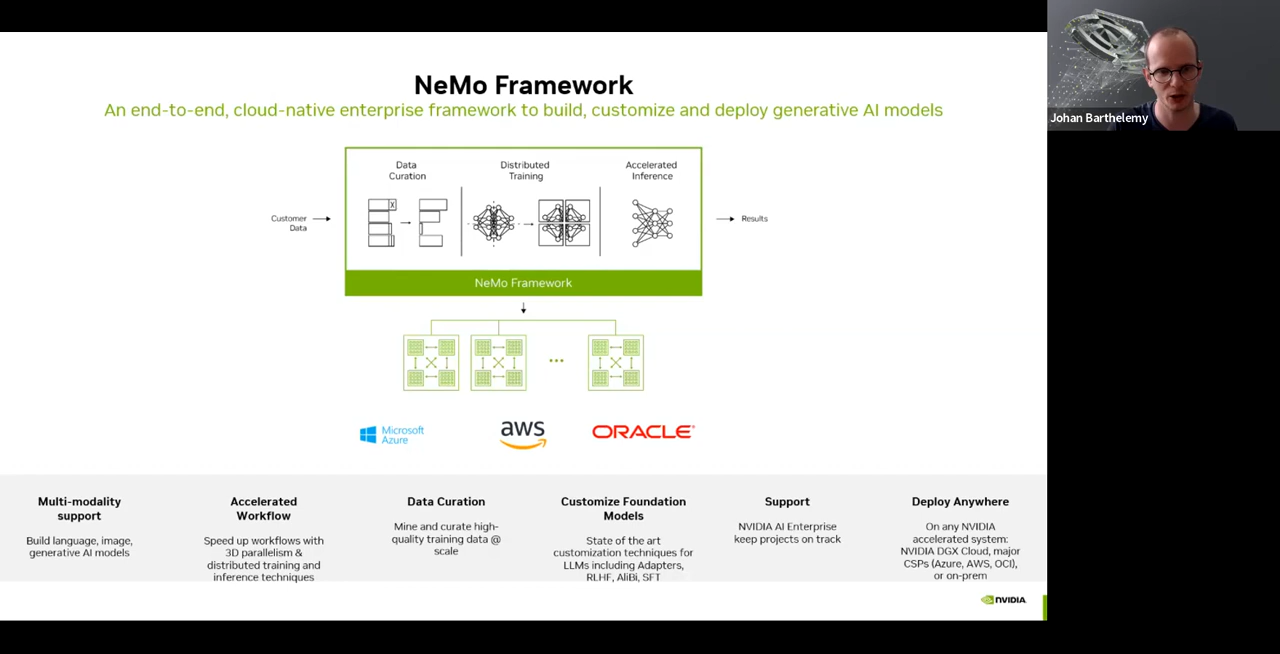 NeMo Framework
An end-to-end, cloud-native enterprise framework to build, customize and deploy generative AI models
Johan Barthelemy
Data
Curation
Distributed
Training
Accelerated
Inference
X
Customer
Data
Results
NeMo Framework
Microsoft
Azure
aws
ORACLE
Multi-modality
support
Build language, image,
generative AI models
Accelerated
Workflow
Speed up workflows with
3D parallelism &
distributed training and
inference techniques
Data Curation
Mine and curate high-
quality training data @
scale
Customize Foundation
Models
State of the art
customization techniques for
LLMs including Adapters,
RLHF, AliBi, SFT
Support
NVIDIA AI Enterprise
keep projects on track
Deploy Anywhere
On any NVIDIA
accelerated system:
NVIDIA DGX Cloud, major
CSPs (Azure, AWS, OCI),
or on-prem
NVIDIA